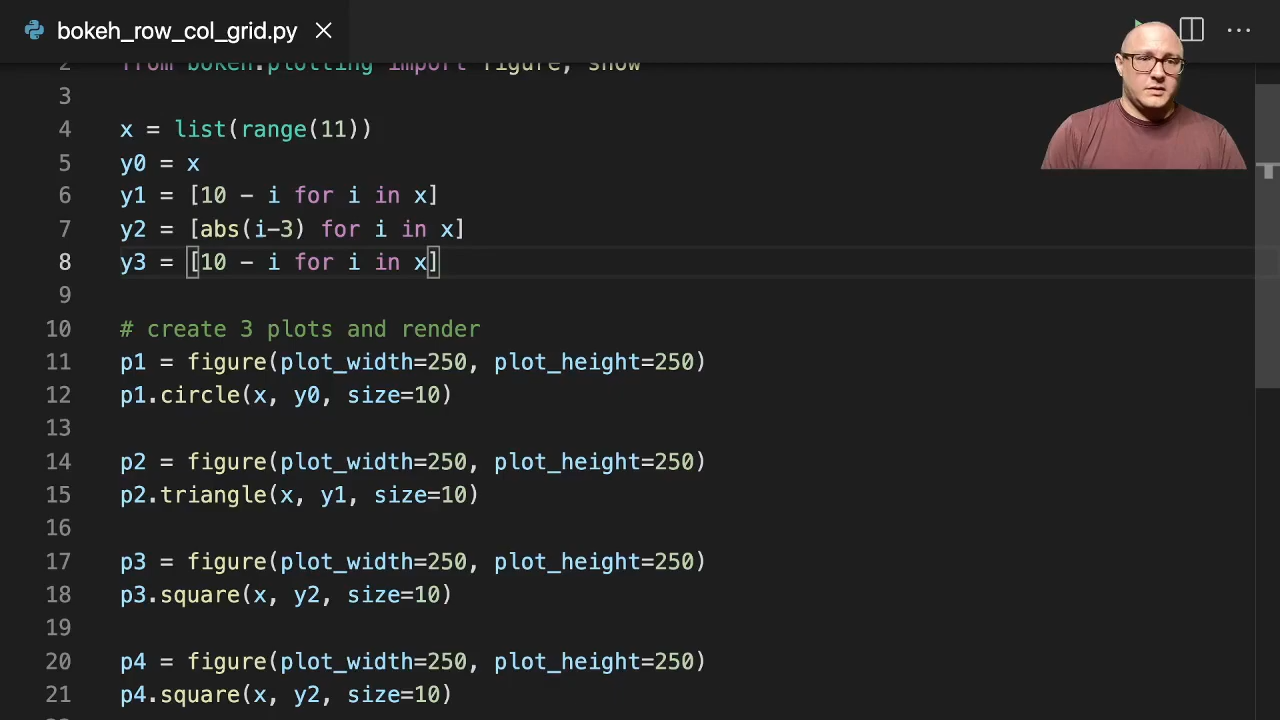 bokeh_row_col_grid.py
2 from bokeh.plotting import figure, show
3
4 x = list(range(11))
5 y0 = x
6 y1 = [10 - i for i in x]
7 y2 = [abs(i-3) for i in x]
8 y3 = [10 - i for i in x]
9
10 # create 3 plots and render
11 p1 = figure(plot_width=250, plot_height=250)
12 p1.circle(x, y0, size=10)
13
14 p2 = figure(plot_width=250, plot_height=250)
15 p2.triangle(x, y1, size=10)
16
17 p3 = figure(plot_width=250, plot_height=250)
18 p3.square(x, y2, size=10)
19
20 p4 = figure(plot_width=250, plot_height=250)
21 p4.square(x, y2, size=10)